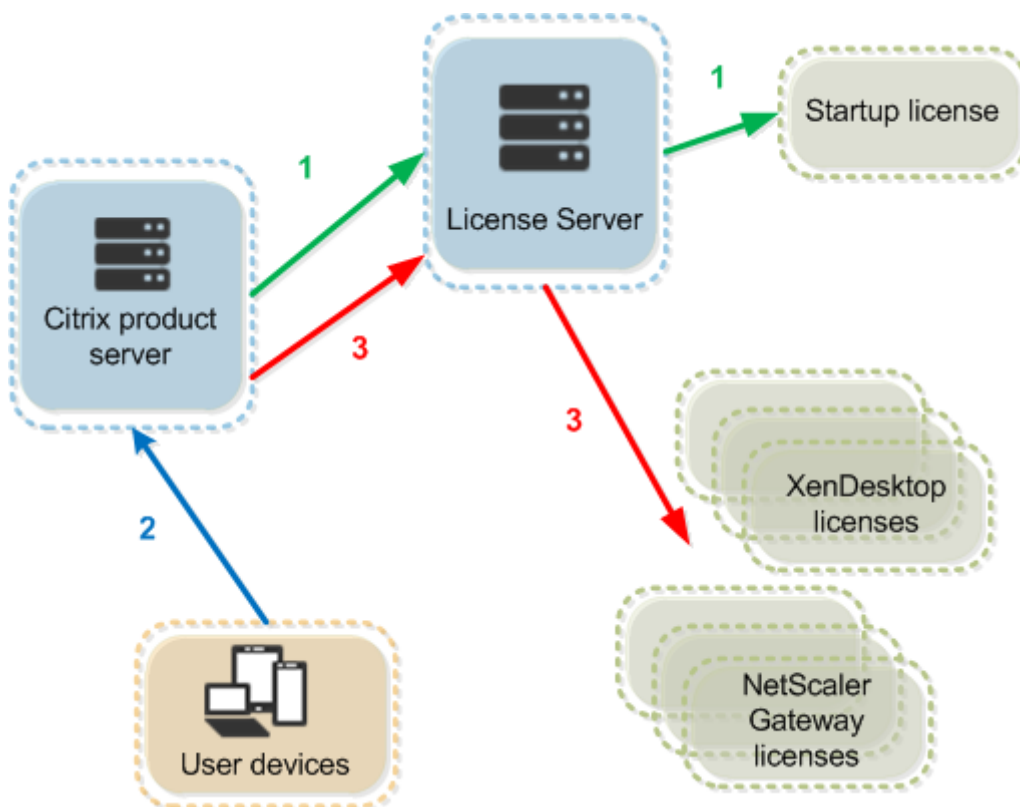 1
Startup license
1
License Server
Citrix product
server
3
3
XenDesktop
licenses
2
NetScaler
Gateway
licenses
User devices